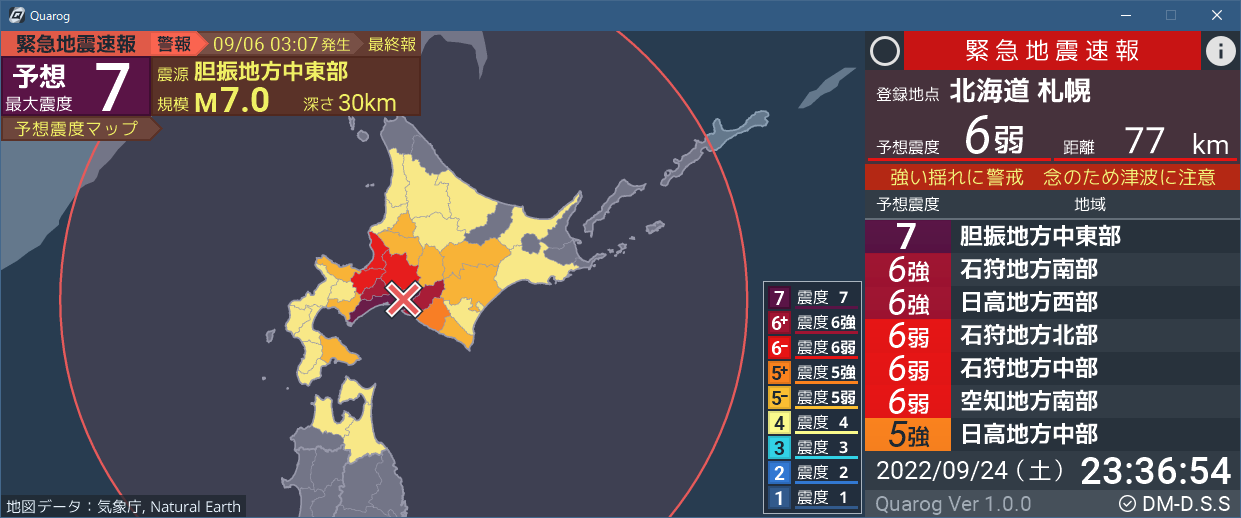 Quarog
緊急地震速報 警報 09/06 03:07発生 最終報
予想 最大震度 7
震源 胆振地方中東部
規模 M7.0 深さ30km
予想震度マップ
7 震度 7
6+ 震度 6強
6- 震度 6弱
5+ 震度 5強
5- 震度 5弱
4 震度 4
3 震度 3
2 震度 2
1 震度 1
地図データ：気象庁, Natural Earth
緊急地震速報 i
登録地点 北海道 札幌
予想震度 6弱 距離 77 km
強い揺れに警戒 念のため津波に注意
予想震度 地域
7 胆振地方中東部
6強 石狩地方南部
6強 日高地方西部
6弱 石狩地方北部
6弱 石狩地方中部
6弱 空知地方南部
5強 日高地方中部
2022/09/24（土） 23:36:54
Quarog Ver 1.0.0 DM-D.S.S